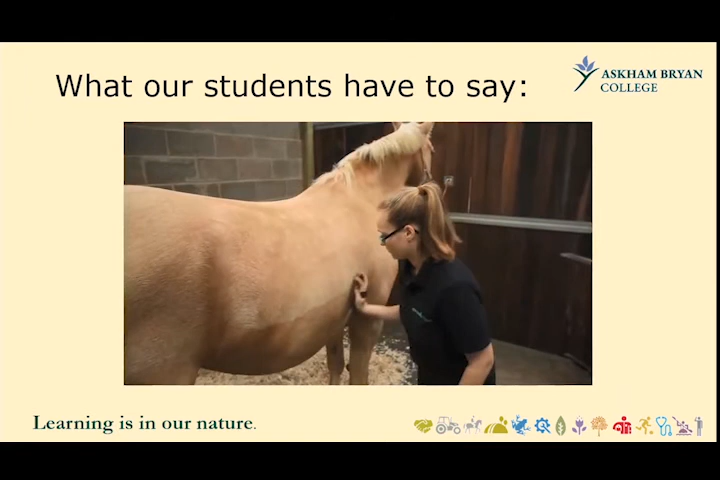 What our students have to say:
ASKHAM BRYAN
COLLEGE
Learning is in our nature.